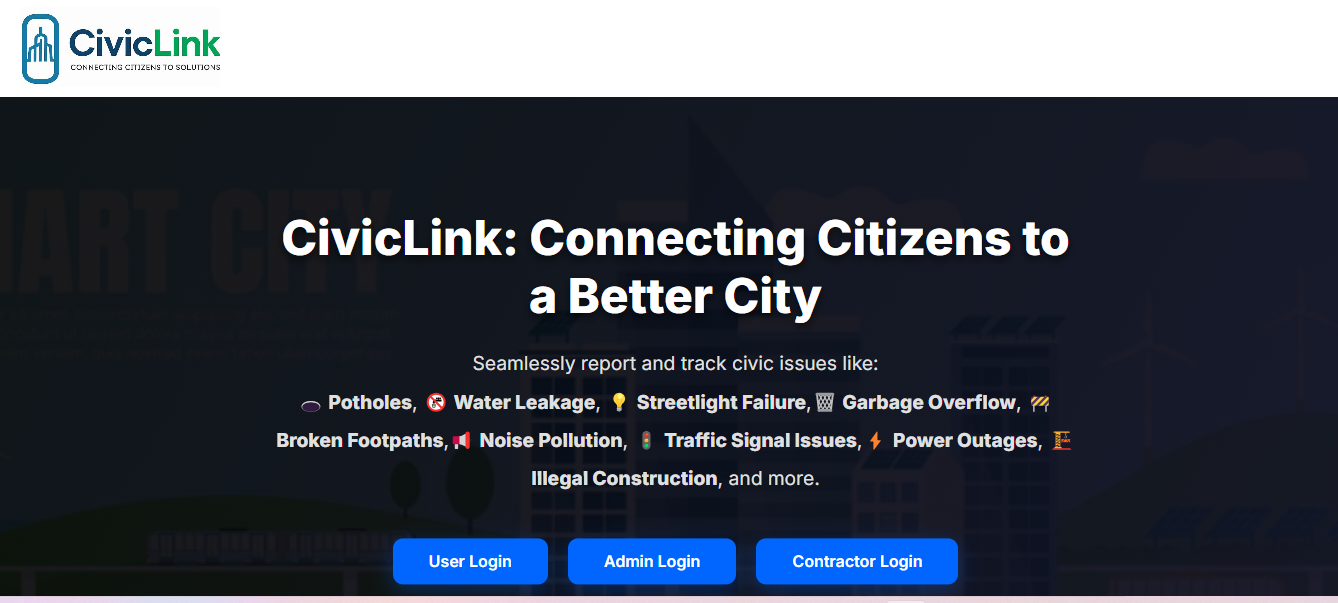 CivicLink
CONNECTING CITIZENS TO SOLUTIONS
MART CITY
CivicLink: Connecting Citizens to
a Better City
Seamlessly report and track civic issues like:
🕳️ Potholes, 🚱 Water Leakage, 💡 Streetlight Failure, 🗑️ Garbage Overflow, 🚧
Broken Footpaths, 📢 Noise Pollution, 🚦 Traffic Signal Issues, ⚡ Power Outages, 🏗️
Illegal Construction, and more.
User Login
Admin Login
Contractor Login